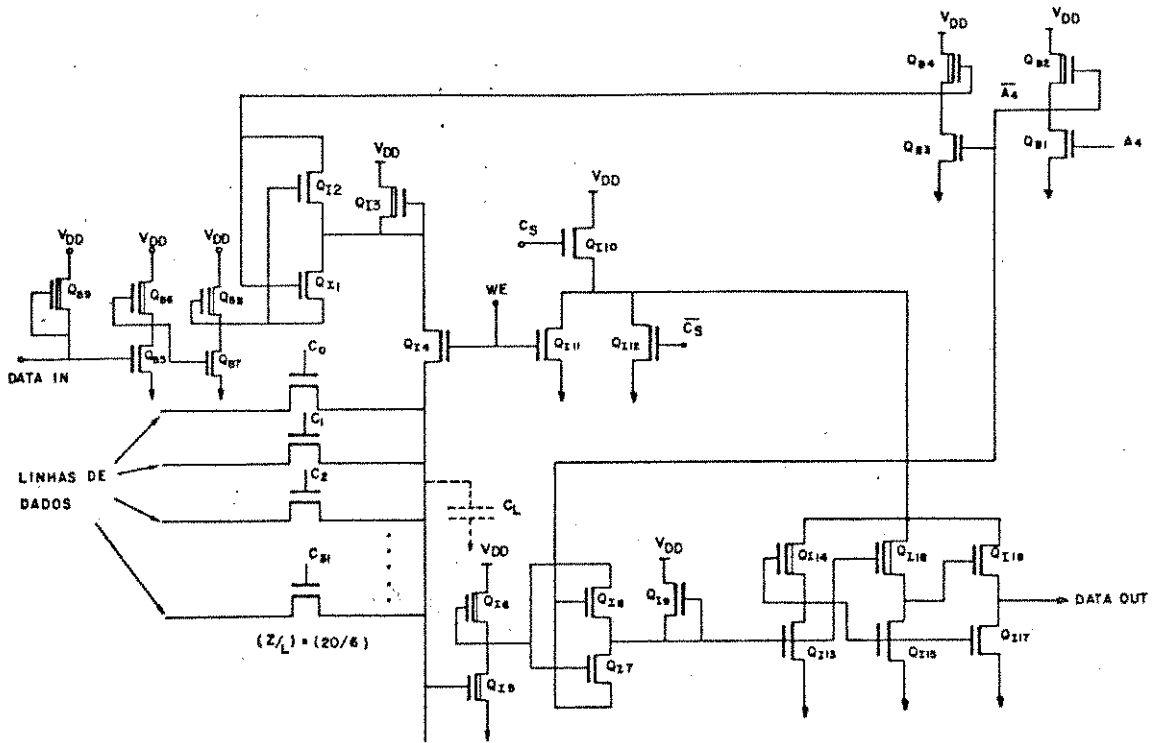 VDD
VDD
QB4
QB2
A̅4̅
QB3
QB1
A4
VDD
QI2
QI3
VDD
CS
QI10
VDD
VDD
VDD
QB9
QB6
QB8
QI1
WE
C̅S̅
QB5
QB7
QI4
QI11
QI12
DATA IN
C0
C1
LINHAS DE
DADOS
C2
CL
C31
VDD
VDD
QI6
QI8
QI9
QI14
QI16
QI18
DATA OUT
(Z/L) = (20/6)
QI7
QI13
QI15
QI17
QI5